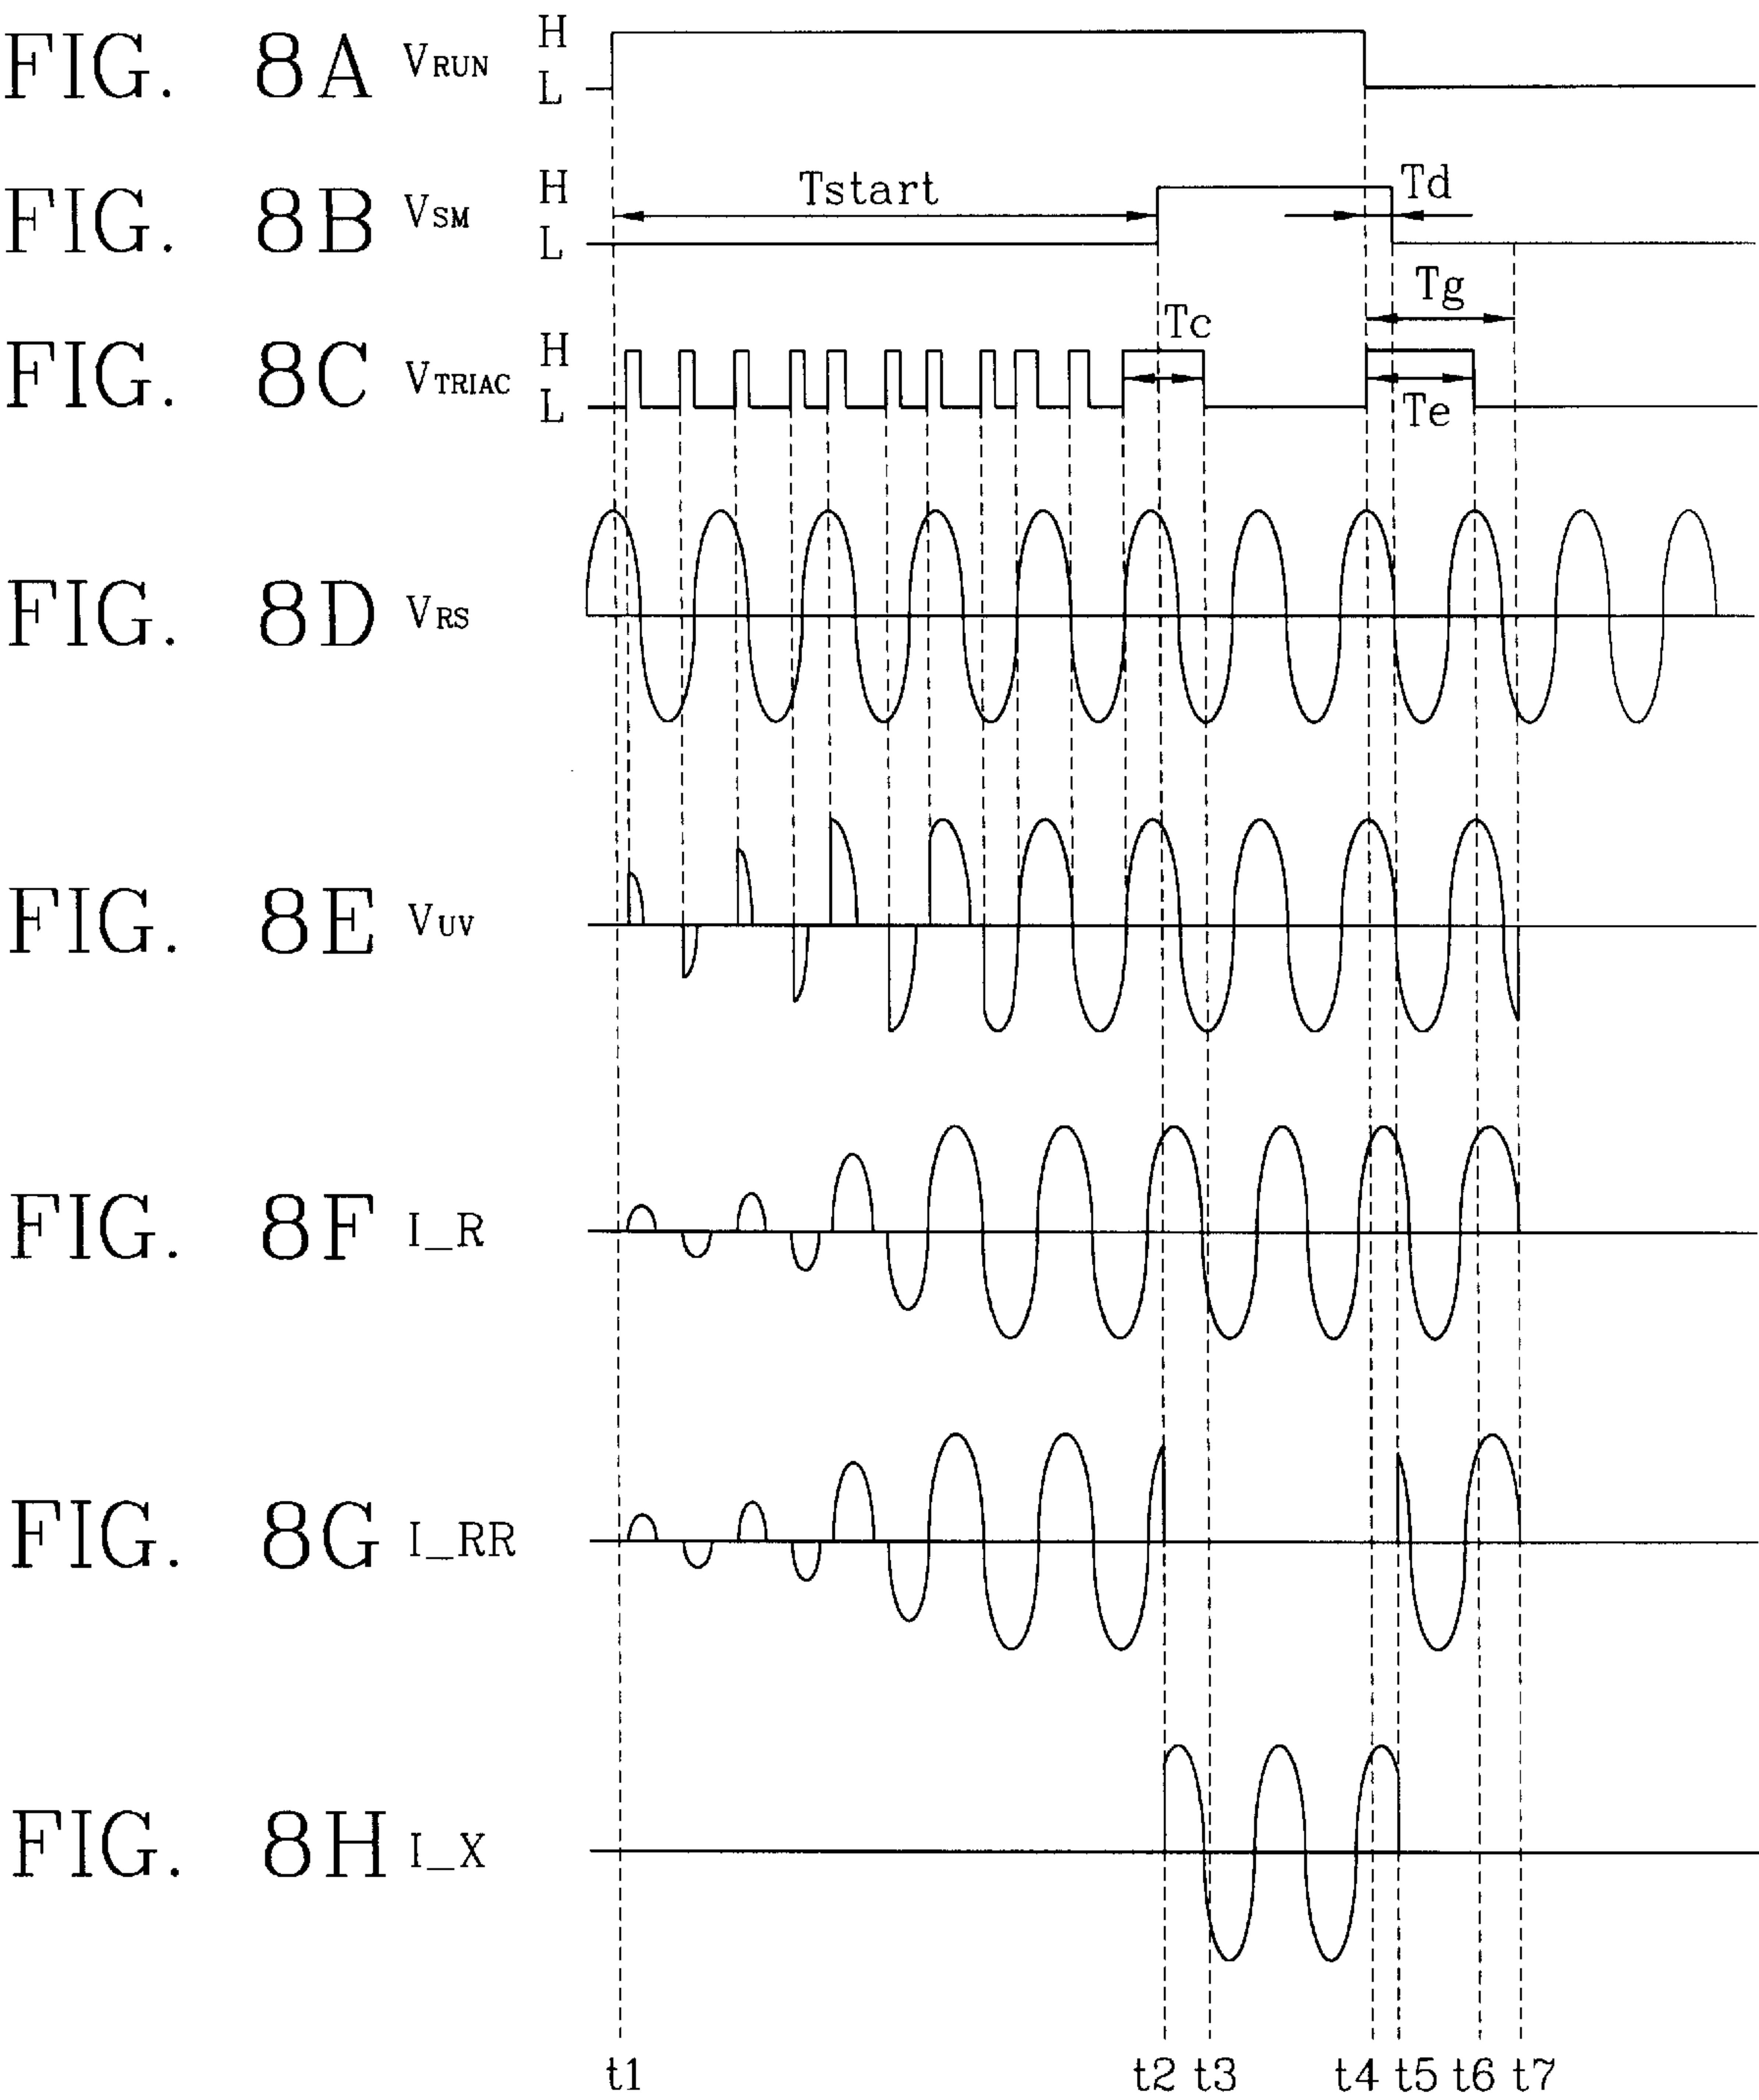 FIG. 8A VRUN H
L
FIG. 8B VSM H
L
Tstart
Td
Tg
FIG. 8C VTRIAC H
L
Tc
Te
FIG. 8D VRS
FIG. 8E VUV
FIG. 8F I_R
FIG. 8G I_RR
FIG. 8H I_X
t1 t2 t3 t4 t5 t6 t7